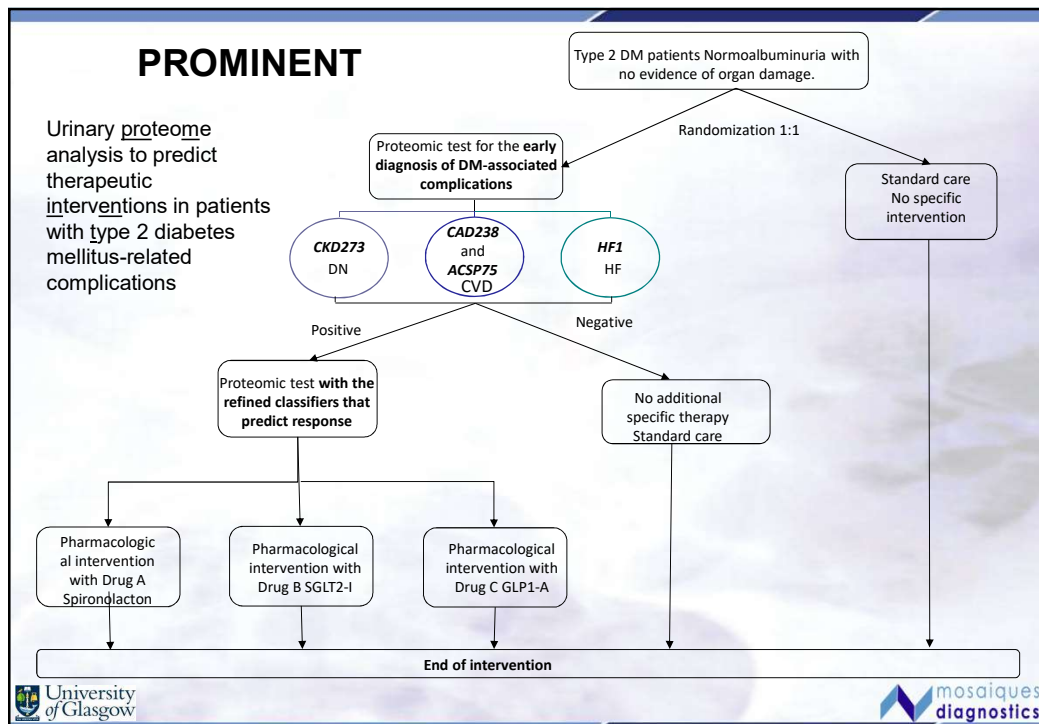 PROMINENT
Urinary proteome
analysis to predict
therapeutic
interventions in patients
with type 2 diabetes
mellitus-related
complications
Type 2 DM patients Normoalbuminuria with
no evidence of organ damage.
Randomization 1:1
Proteomic test for the early
diagnosis of DM-associated
complications
Standard care
No specific
intervention
CKD273
DN
CAD238
and
ACSP75
CVD
HF1
HF
Positive
Negative
Proteomic test with the
refined classifiers that
predict response
No additional
specific therapy
Standard care
Pharmacologic
al intervention
with Drug A
Spironolacton
Pharmacological
intervention with
Drug B SGLT2-I
Pharmacological
intervention with
Drug C GLP1-A
End of intervention
University
of Glasgow
mosaiques
diagnostics